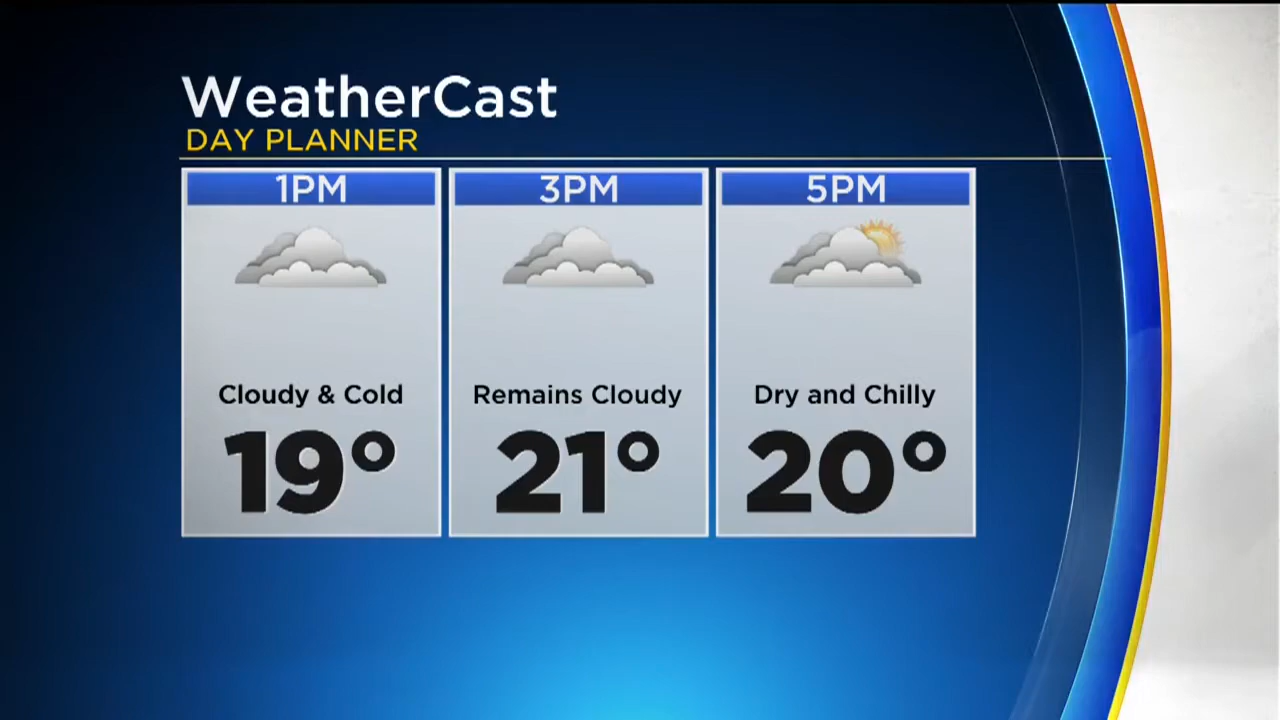 WeatherCast
DAY PLANNER
1PM
Cloudy & Cold
19°
3PM
Remains Cloudy
21°
5PM
Dry and Chilly
20°